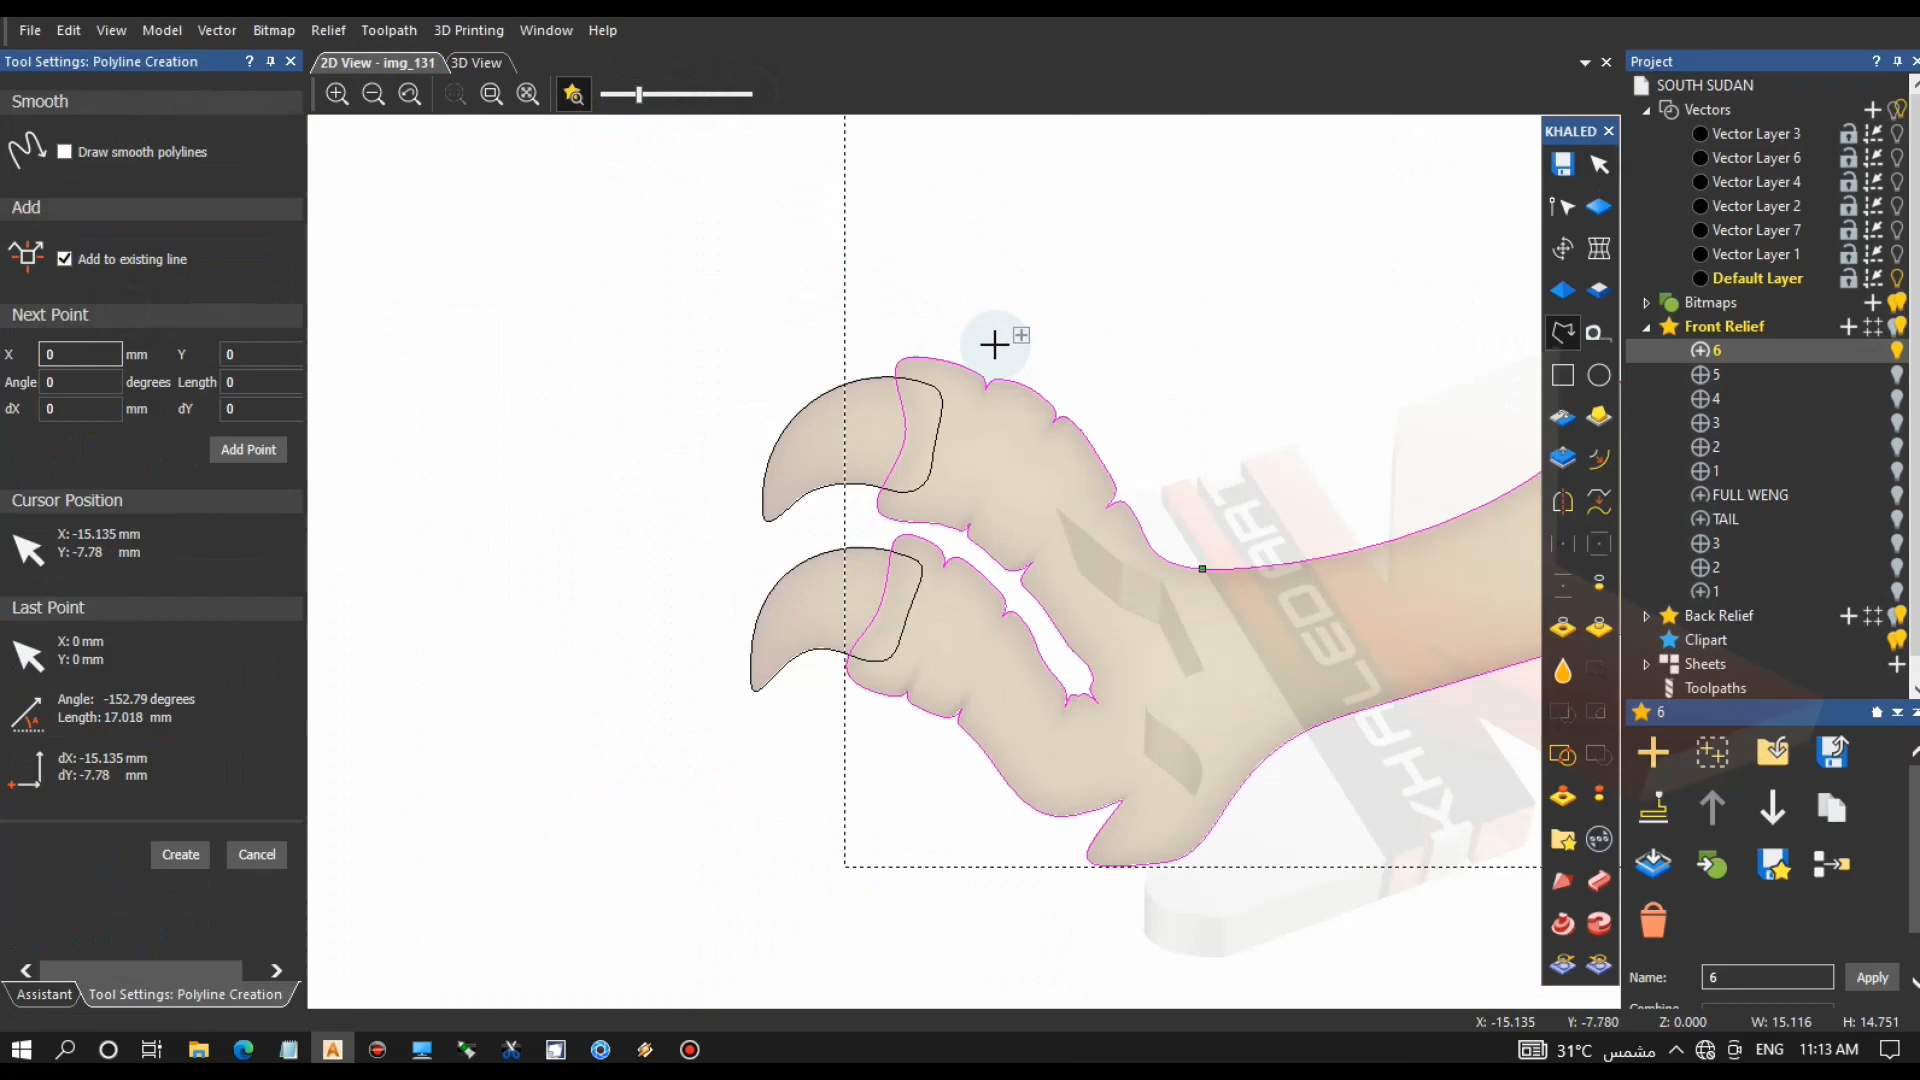 File Edit View Model Vector Bitmap Relief Toolpath 3D Printing Window Help
Tool Settings: Polyline Creation ?
2D View - img_131 3D View
Project ?
Smooth
Draw smooth polylines
Add
Add to existing line
Next Point
X 0 mm Y 0
Angle 0 degrees Length 0
dX 0 mm dY 0
Add Point
Cursor Position
X: -15.135 mm
Y: -7.78 mm
Last Point
X: 0 mm
Y: 0 mm
Angle: -152.79 degrees
Length: 17.018 mm
dX: -15.135 mm
dY: -7.78 mm
Create Cancel
Assistant Tool Settings: Polyline Creation
KHALED
KHALEDDART
SOUTH SUDAN
Vectors
Vector Layer 3
Vector Layer 6
Vector Layer 4
Vector Layer 2
Vector Layer 7
Vector Layer 1
Default Layer
Bitmaps
Front Relief
6
5
4
3
2
1
FULL WENG
TAIL
3
2
1
Back Relief
Clipart
Sheets
Toolpaths
6
Name: 6 Apply
X: -15.135 Y: -7.780 Z: 0.000 W: 15.116 H: 14.751
31°C مشمس ENG 11:13 AM